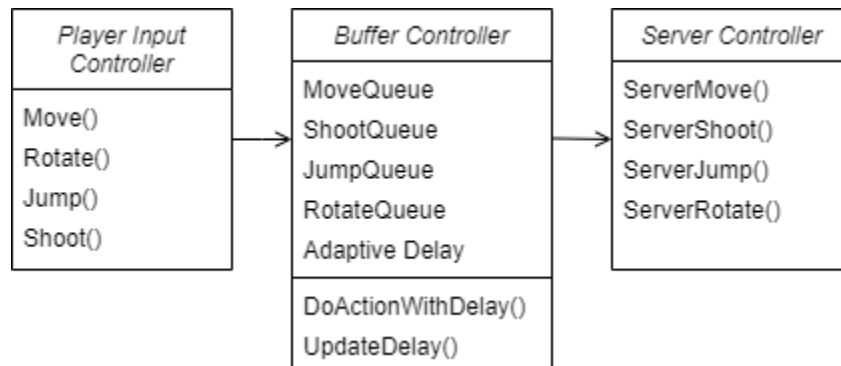 Player Input
Controller
Move()
Rotate()
Jump()
Shoot()
Buffer Controller
MoveQueue
ShootQueue
JumpQueue
RotateQueue
Adaptive Delay
DoActionWithDelay()
UpdateDelay()
Server Controller
ServerMove()
ServerShoot()
ServerJump()
ServerRotate()